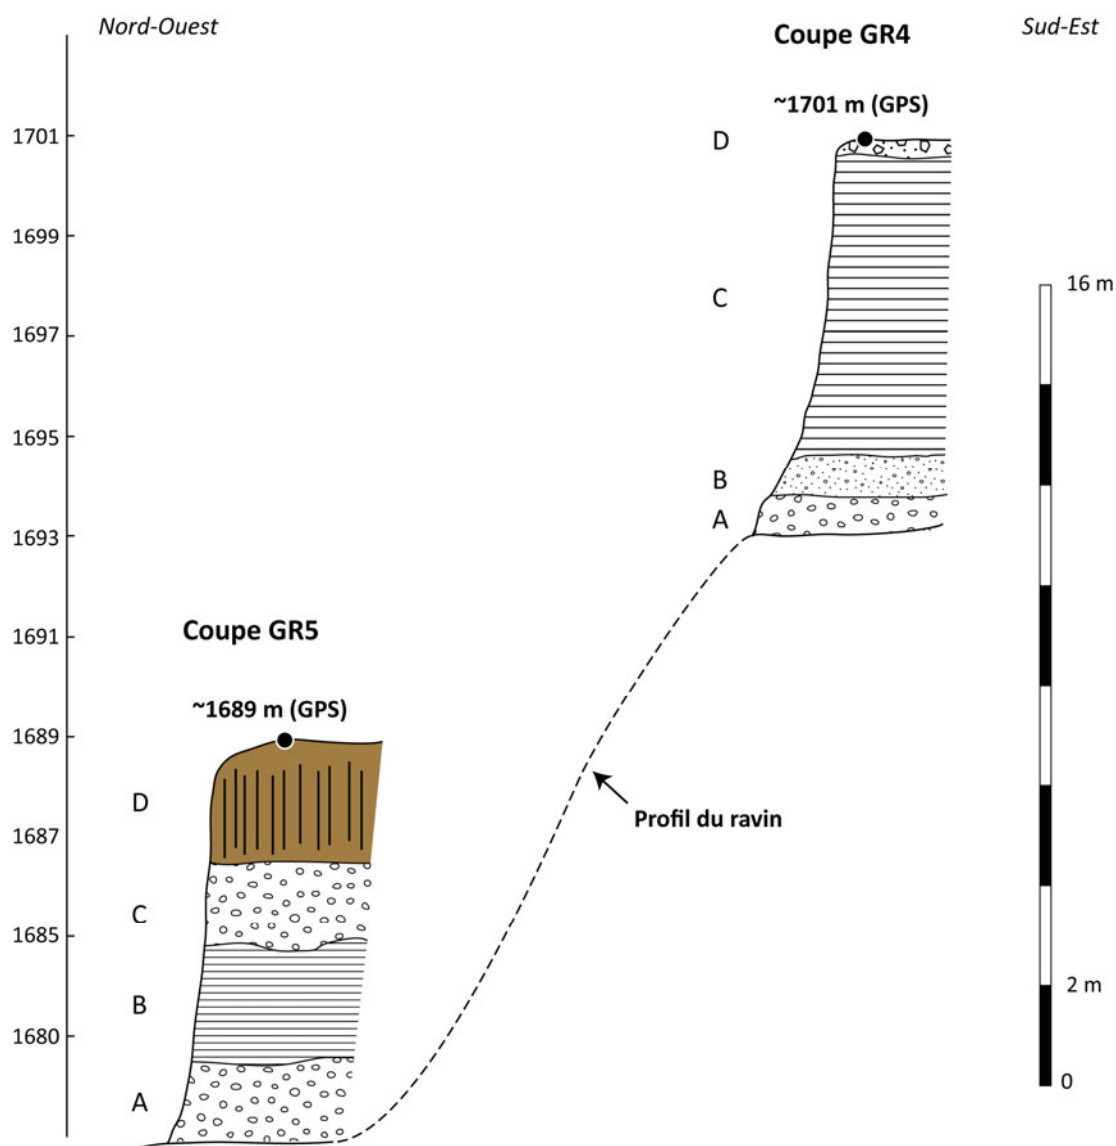 Nord-Ouest
Coupe GR4
Sud-Est
~1701 m (GPS)
1701
D
1699
C
16 m
1697
1695
B
A
1693
1691
Coupe GR5
~1689 m (GPS)
1689
D
Profil du ravin
1687
C
1685
B
2 m
1680
0
A